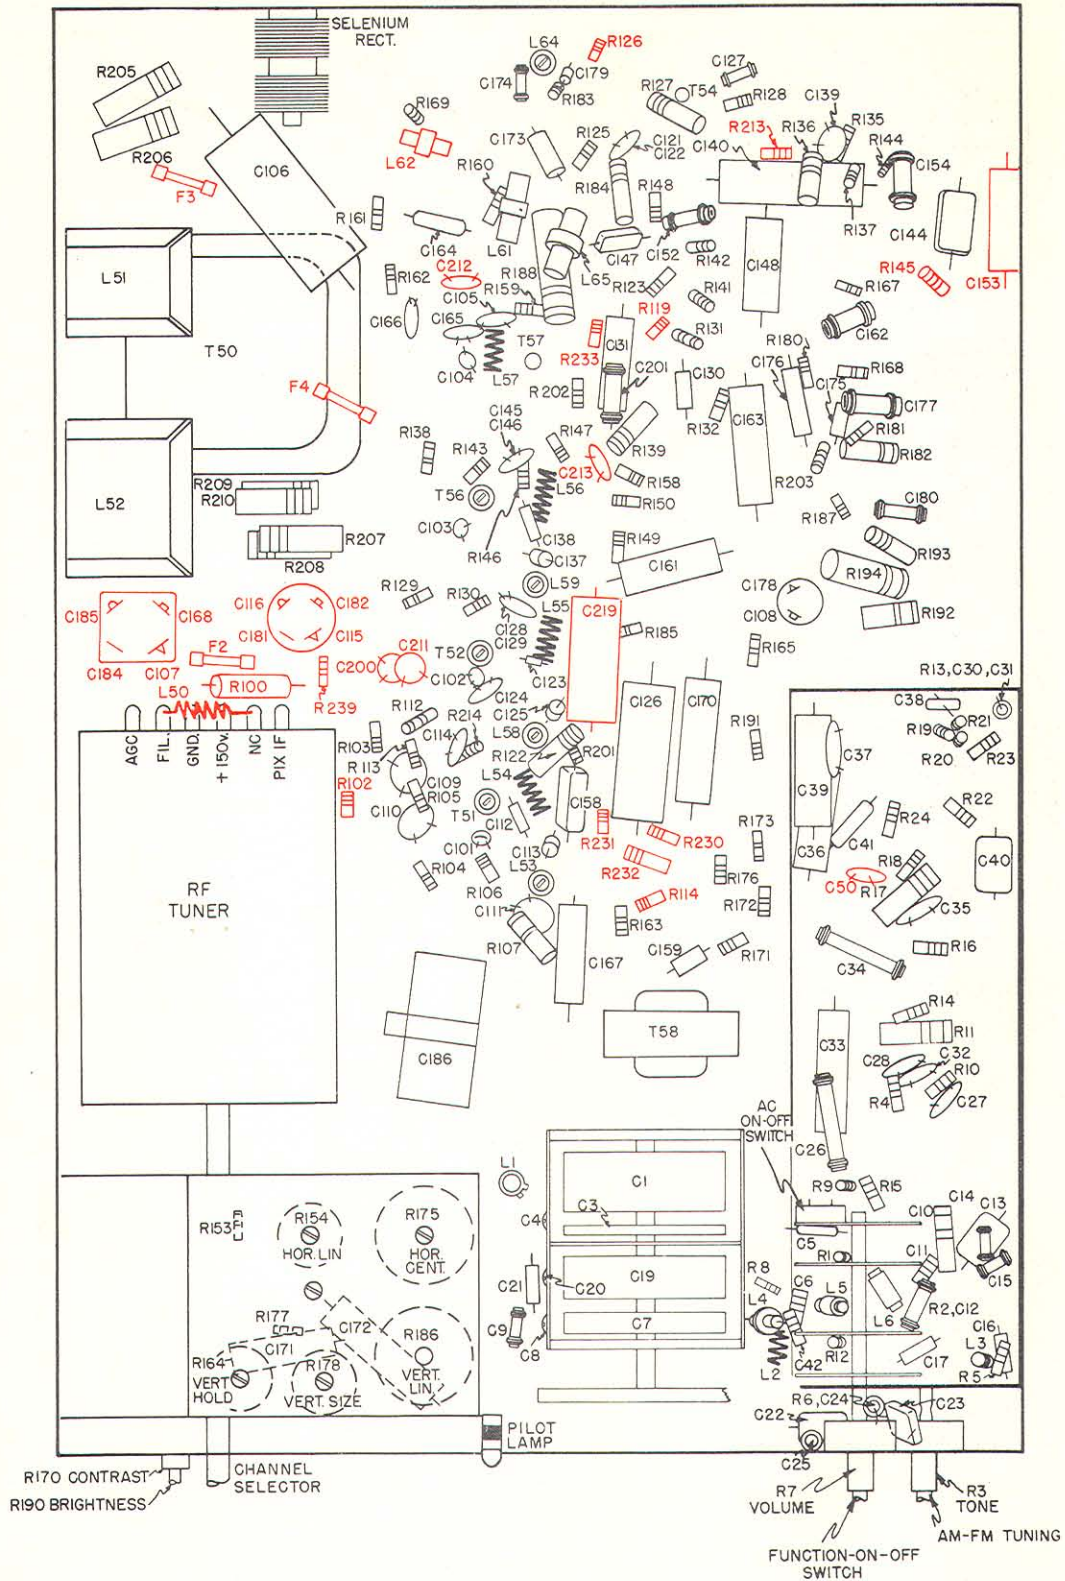 SELENIUM
RECT.
L64
R126
C127
R205
C174
C179
R183
R127
T54
R128
C139
R169
R206
C173
R125
C121
C122
R213
R136
R135
C140
R144
C154
L62
F3
C106
R160
R184
R148
R161
C164
L61
C147
C152
R142
C148
R137
C144
L65
C212
R188
R162
R159
R123
R141
R145
C153
L51
C105
R167
C166
C165
T57
R119
R131
C162
T50
R233
C131
R180
C104
L57
C201
C130
C176
R168
F4
R202
C175
C177
R132
C163
R181
C145
C146
R147
R138
R143
R139
R182
C213
L56
R158
R203
R209
R210
L52
T56
R150
C180
C103
R187
R207
C138
R149
R146
R193
R208
C137
C161
R194
L59
C178
C185
C168
C116
C182
R129
R130
L55
C219
C108
R192
C128
C129
R185
C181
C115
T52
R165
F2
C211
C184
C107
C200
C102
C123
R13,C30,C31
R100
L50
R239
C124
C126
C170
C38
R112
C125
R21
AGC
FIL.
GND.
+150v.
NC
PIX IF
R103
R214
C114
L58
R191
R19
C37
R20
R23
R113
R122
R201
C109
L54
R102
R105
C39
T51
C158
R22
C110
C112
R173
R24
C41
C101
R231
R230
C113
C36
R18
C40
R104
L53
R232
R176
C50
R17
R106
RF
TUNER
C111
R114
R172
C35
R163
R107
R171
R16
C167
C159
C34
R14
T58
C33
R11
C186
C28
C32
R10
R4
C27
AC
ON-OFF
SWITCH
C26
L1
C1
R9
R15
R153
R154
HOR. LIN
R175
HOR.
CENT.
C3
C10
C14
C13
C4
C5
R1
C11
C15
C21
C20
C19
R8
C6
L5
L4
R2,C12
R177
C172
L6
C16
C171
R186
C9
C7
L3
R164
R178
C8
L2
C42
R12
C17
R5
VERT
HOLD
VERT. SIZE
VERT.
LIN.
R6,C24
C23
C22
PILOT
LAMP
C25
R170 CONTRAST
CHANNEL
SELECTOR
R7
VOLUME
R3
TONE
R190 BRIGHTNESS
AM-FM TUNING
FUNCTION-ON-OFF
SWITCH